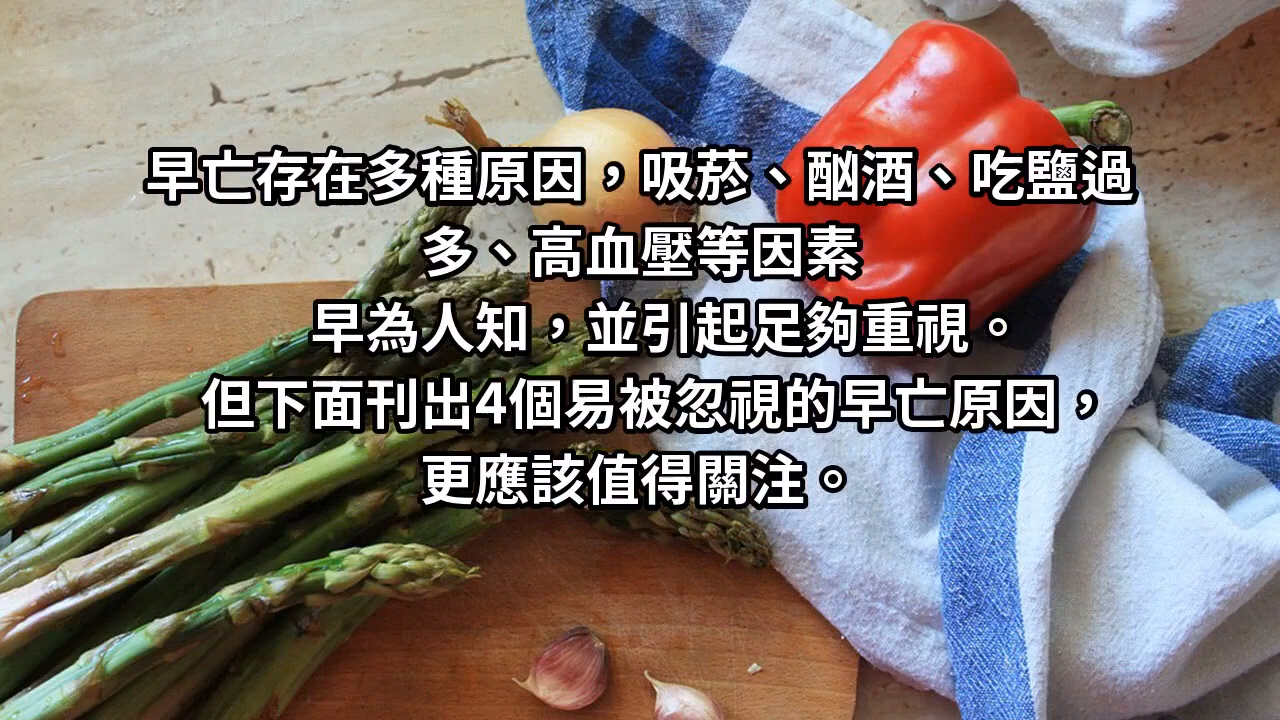 早亡存在多種原因，吸菸、酗酒、吃鹽過
多、高血壓等因素
早為人知，並引起足夠重視。
但下面刊出4個易被忽視的早亡原因，
更應該值得關注。